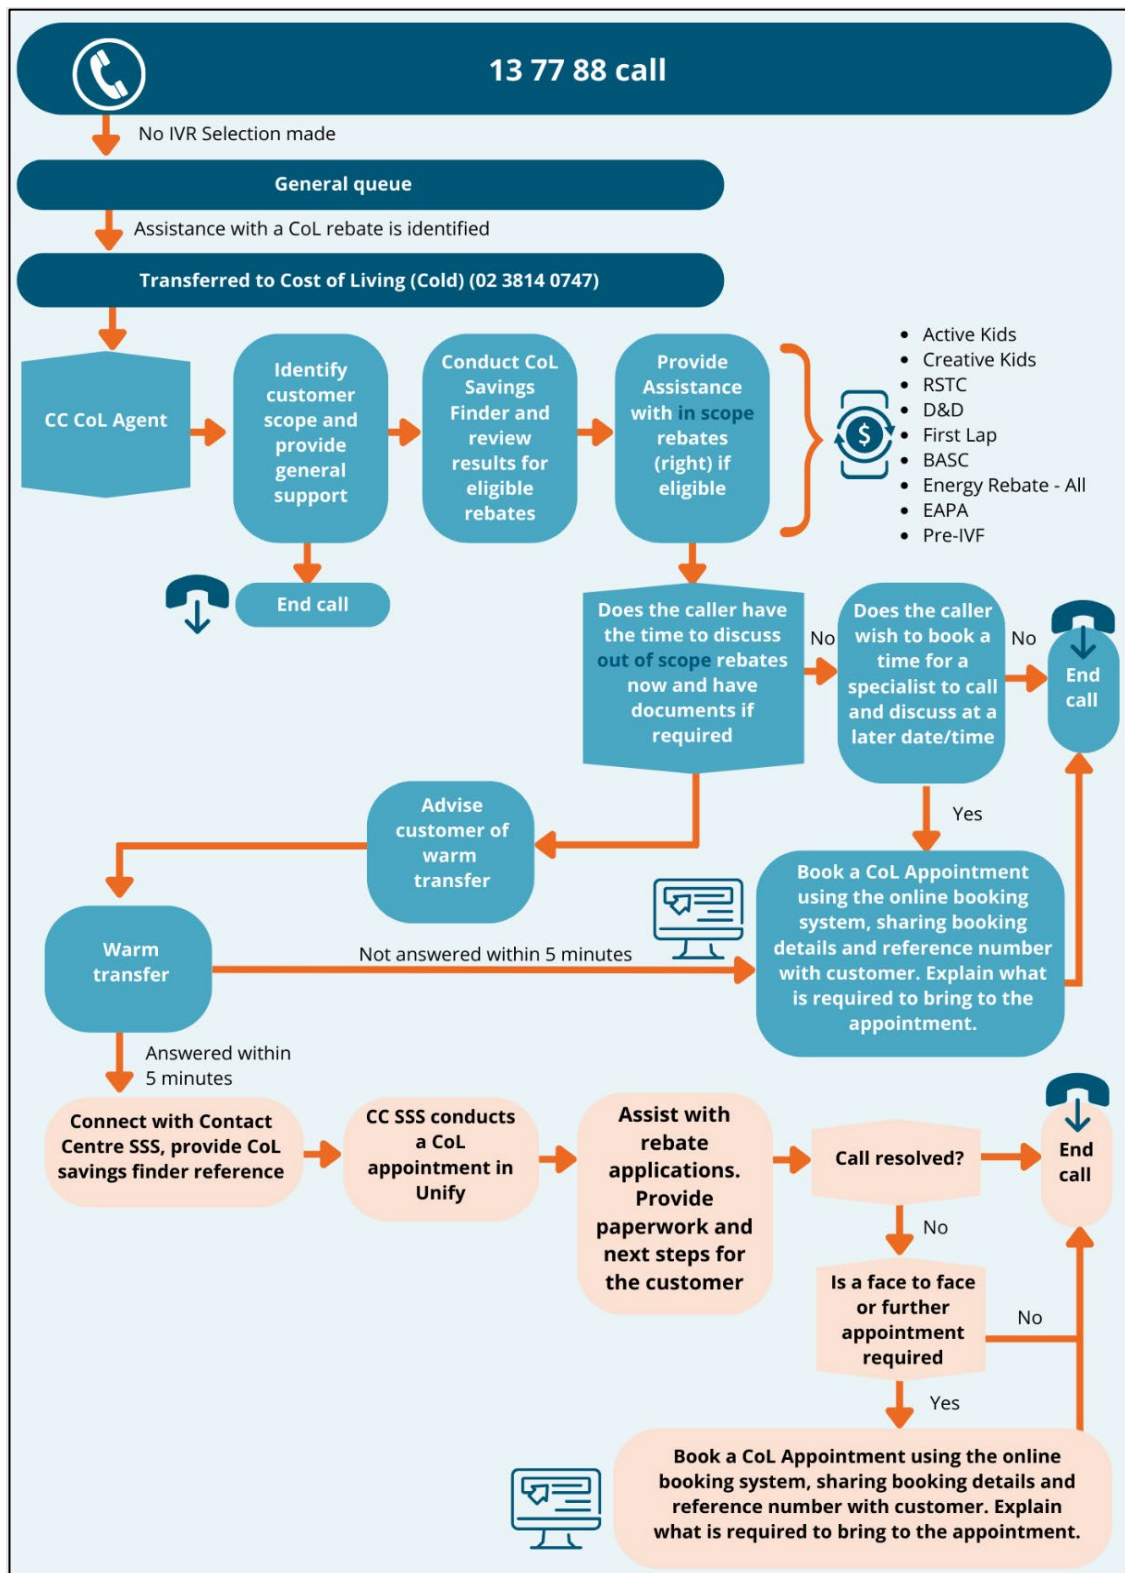 13 77 88 call
No IVR Selection made
General queue
Assistance with a CoL rebate is identified
Transferred to Cost of Living (Cold) (02 3814 0747)
CC CoL Agent
Identify
customer
scope and
provide
general
support
Conduct CoL
Savings
Finder and
review
results for
eligible
rebates
Provide
Assistance
with in scope
rebates
(right) if
eligible
• Active Kids
• Creative Kids
• RSTC
• D&D
• First Lap
• BASC
• Energy Rebate - All
• EAPA
• Pre-IVF
$
End call
Does the caller have
the time to discuss
out of scope rebates
now and have
documents if
required
No
Does the caller
wish to book a
time for a
specialist to call
and discuss at a
later date/time
No
End
call
Yes
Advise
customer of
warm
transfer
Book a CoL Appointment
using the online booking
system, sharing booking
details and reference number
with customer. Explain what
is required to bring to the
appointment.
Warm
transfer
Not answered within 5 minutes
Answered within
5 minutes
Connect with Contact
Centre SSS, provide CoL
savings finder reference
CC SSS conducts
a CoL
appointment in
Unify
Assist with
rebate
applications.
Provide
paperwork and
next steps for
the customer
Call resolved?
End
call
No
Is a face to face
or further
appointment
required
No
Yes
Book a CoL Appointment using the online
booking system, sharing booking details and
reference number with customer. Explain
what is required to bring to the appointment.